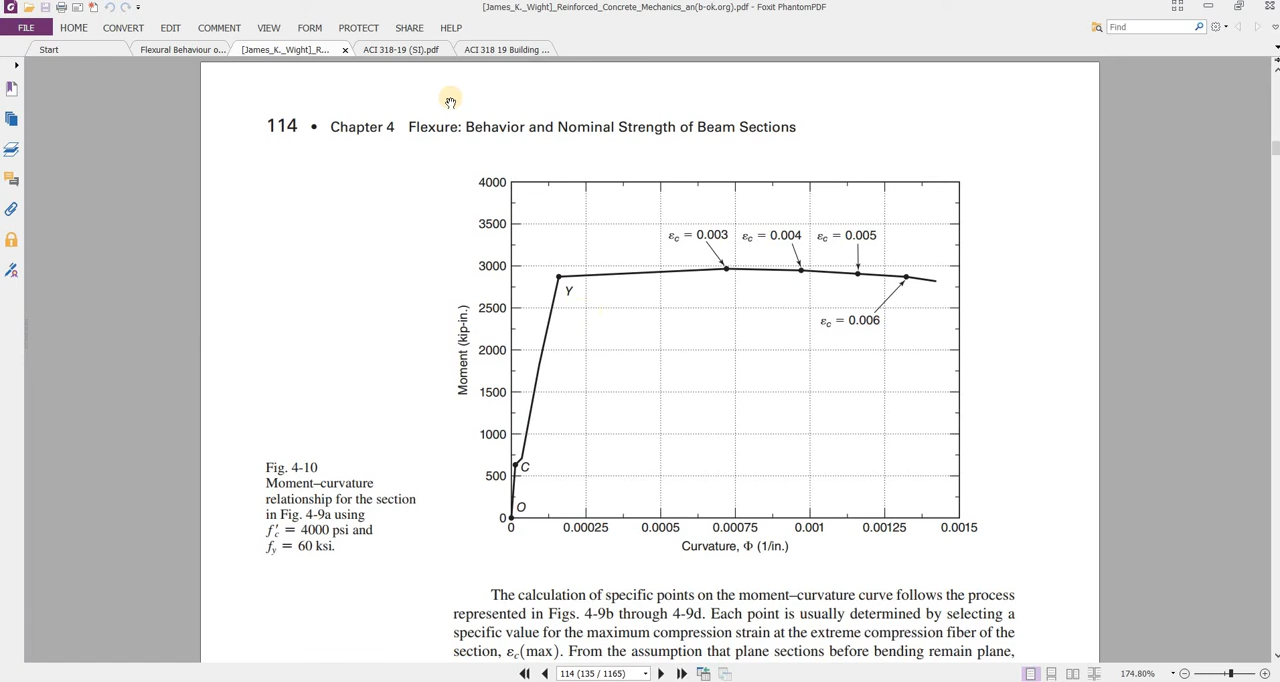 [James_K._Wight]_Reinforced_Concrete_Mechanics_an(b-ok.org).pdf - Foxit PhantomPDF
FILE HOME CONVERT EDIT COMMENT VIEW FORM PROTECT SHARE HELP
Find
Start
Flexural Behaviour o...
[James_K._Wight]_R...
ACI 318-19 (SI).pdf
ACI 318 19 Building ...
114 • Chapter 4 Flexure: Behavior and Nominal Strength of Beam Sections
4000
3500
3000
2500
2000
1500
1000
500
0
Moment (kip-in.)
εc = 0.003
εc = 0.004
εc = 0.005
εc = 0.006
Y
C
O
0 0.00025 0.0005 0.00075 0.001 0.00125 0.0015
Curvature, Φ (1/in.)
Fig. 4-10
Moment–curvature
relationship for the section
in Fig. 4-9a using
f′c = 4000 psi and
fy = 60 ksi.
The calculation of specific points on the moment–curvature curve follows the process
represented in Figs. 4-9b through 4-9d. Each point is usually determined by selecting a
specific value for the maximum compression strain at the extreme compression fiber of the
section, εc(max). From the assumption that plane sections before bending remain plane,
114 (135 / 1165)
174.80%